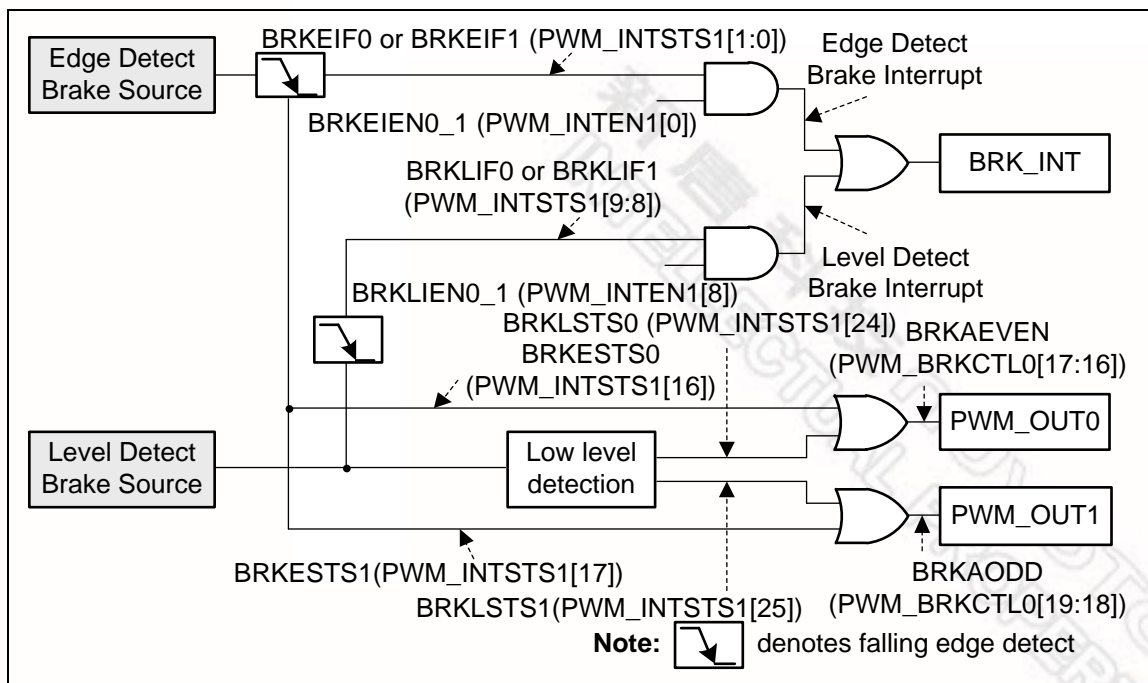 BRKEIF0 or BRKEIF1 (PWM_INTSTS1[1:0])
Edge Detect
Brake Source
Edge Detect
Brake Interrupt
BRKEIEN0_1 (PWM_INTEN1[0])
BRK_INT
BRKLIF0 or BRKLIF1
(PWM_INTSTS1[9:8])
Level Detect
Brake Interrupt
BRKLIEN0_1 (PWM_INTEN1[8])
BRKLSTS0 (PWM_INTSTS1[24])
BRKESTS0
(PWM_INTSTS1[16])
BRKAEVEN
(PWM_BRKCTL0[17:16])
PWM_OUT0
Level Detect
Brake Source
Low level
detection
PWM_OUT1
BRKESTS1(PWM_INTSTS1[17])
BRKLSTS1(PWM_INTSTS1[25])
BRKAODD
(PWM_BRKCTL0[19:18])
Note: denotes falling edge detect